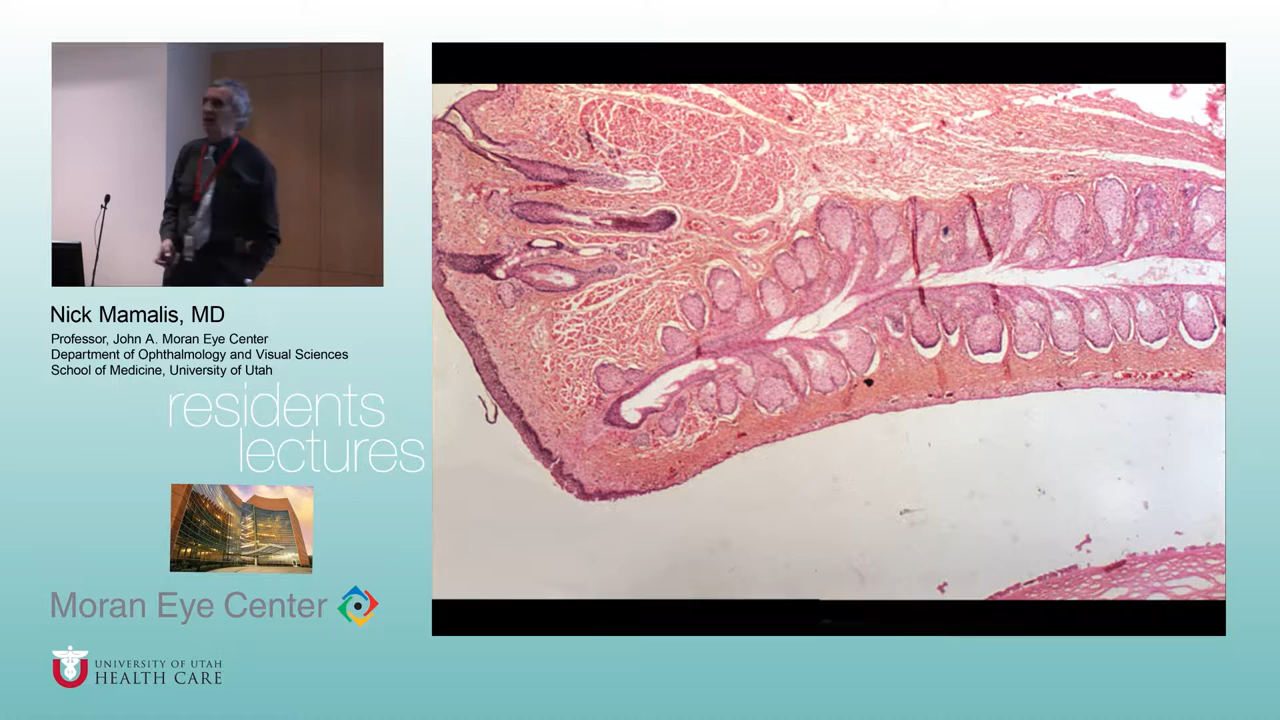 Nick Mamalis, MD
Professor, John A. Moran Eye Center
Department of Ophthalmology and Visual Sciences
School of Medicine, University of Utah
residents
lectures
Moran Eye Center
UNIVERSITY OF UTAH
HEALTH CARE